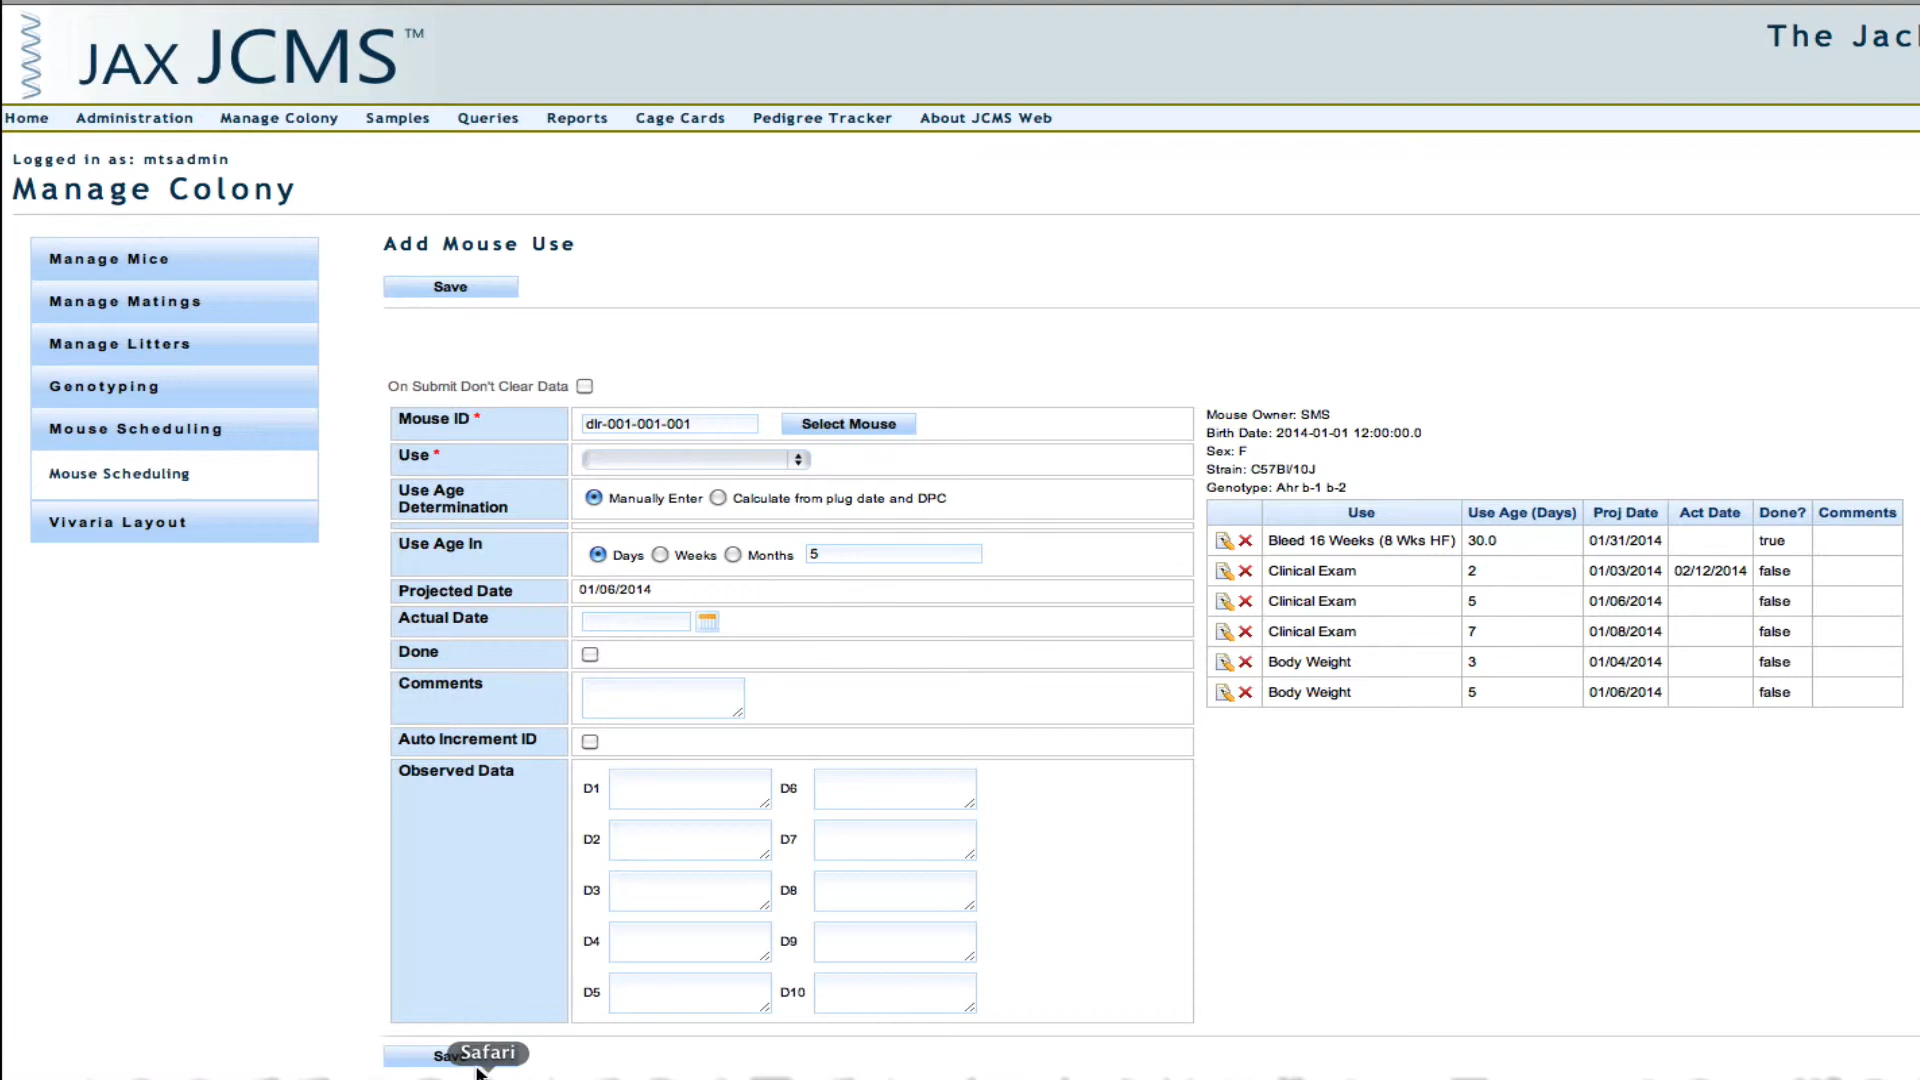 JAX JCMS™
The Jac
Home Administration Manage Colony Samples Queries Reports Cage Cards Pedigree Tracker About JCMS Web
Logged in as: mtsadmin
Manage Colony
Manage Mice
Manage Matings
Manage Litters
Genotyping
Mouse Scheduling
Mouse Scheduling
Vivaria Layout
Add Mouse Use
Save
On Submit Don't Clear Data
Mouse ID * dlr-001-001-001 Select Mouse
Use *
Use Age Determination Manually Enter Calculate from plug date and DPC
Use Age In Days Weeks Months 5
Projected Date 01/06/2014
Actual Date
Done
Comments
Auto Increment ID
Observed Data
D1 D6
D2 D7
D3 D8
D4 D9
D5 D10
Mouse Owner: SMS
Birth Date: 2014-01-01 12:00:00.0
Sex: F
Strain: C57Bl/10J
Genotype: Ahr b-1 b-2
Use Use Age (Days) Proj Date Act Date Done? Comments
Bleed 16 Weeks (8 Wks HF) 30.0 01/31/2014 true
Clinical Exam 2 01/03/2014 02/12/2014 false
Clinical Exam 5 01/06/2014 false
Clinical Exam 7 01/08/2014 false
Body Weight 3 01/04/2014 false
Body Weight 5 01/06/2014 false
Save
Safari